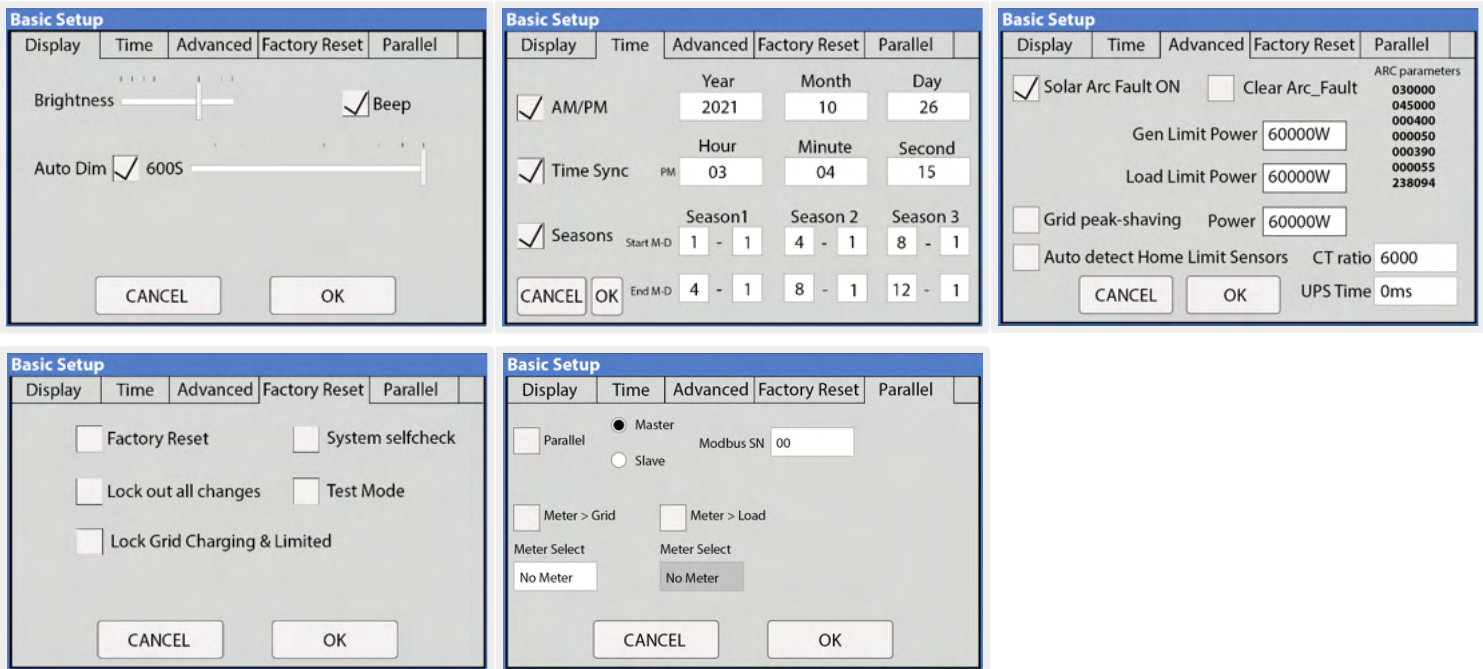 Basic Setup
Display Time Advanced Factory Reset Parallel
Brightness Beep
Auto Dim 600S
CANCEL OK
Basic Setup
Display Time Advanced Factory Reset Parallel
Year Month Day
AM/PM 2021 10 26
Hour Minute Second
Time Sync PM 03 04 15
Season1 Season 2 Season 3
Seasons Start M-D 1 - 1 4 - 1 8 - 1
CANCEL OK End M-D 4 - 1 8 - 1 12 - 1
Basic Setup
Display Time Advanced Factory Reset Parallel
ARC parameters
Solar Arc Fault ON Clear Arc_Fault 030000
045000
000400
Gen Limit Power 60000W 000050
000390
000055
Load Limit Power 60000W 238094
Grid peak-shaving Power 60000W
Auto detect Home Limit Sensors CT ratio 6000
CANCEL OK UPS Time 0ms
Basic Setup
Display Time Advanced Factory Reset Parallel
Factory Reset System selfcheck
Lock out all changes Test Mode
Lock Grid Charging & Limited
CANCEL OK
Basic Setup
Display Time Advanced Factory Reset Parallel
Master
Parallel Modbus SN 00
Slave
Meter > Grid Meter > Load
Meter Select Meter Select
No Meter No Meter
CANCEL OK